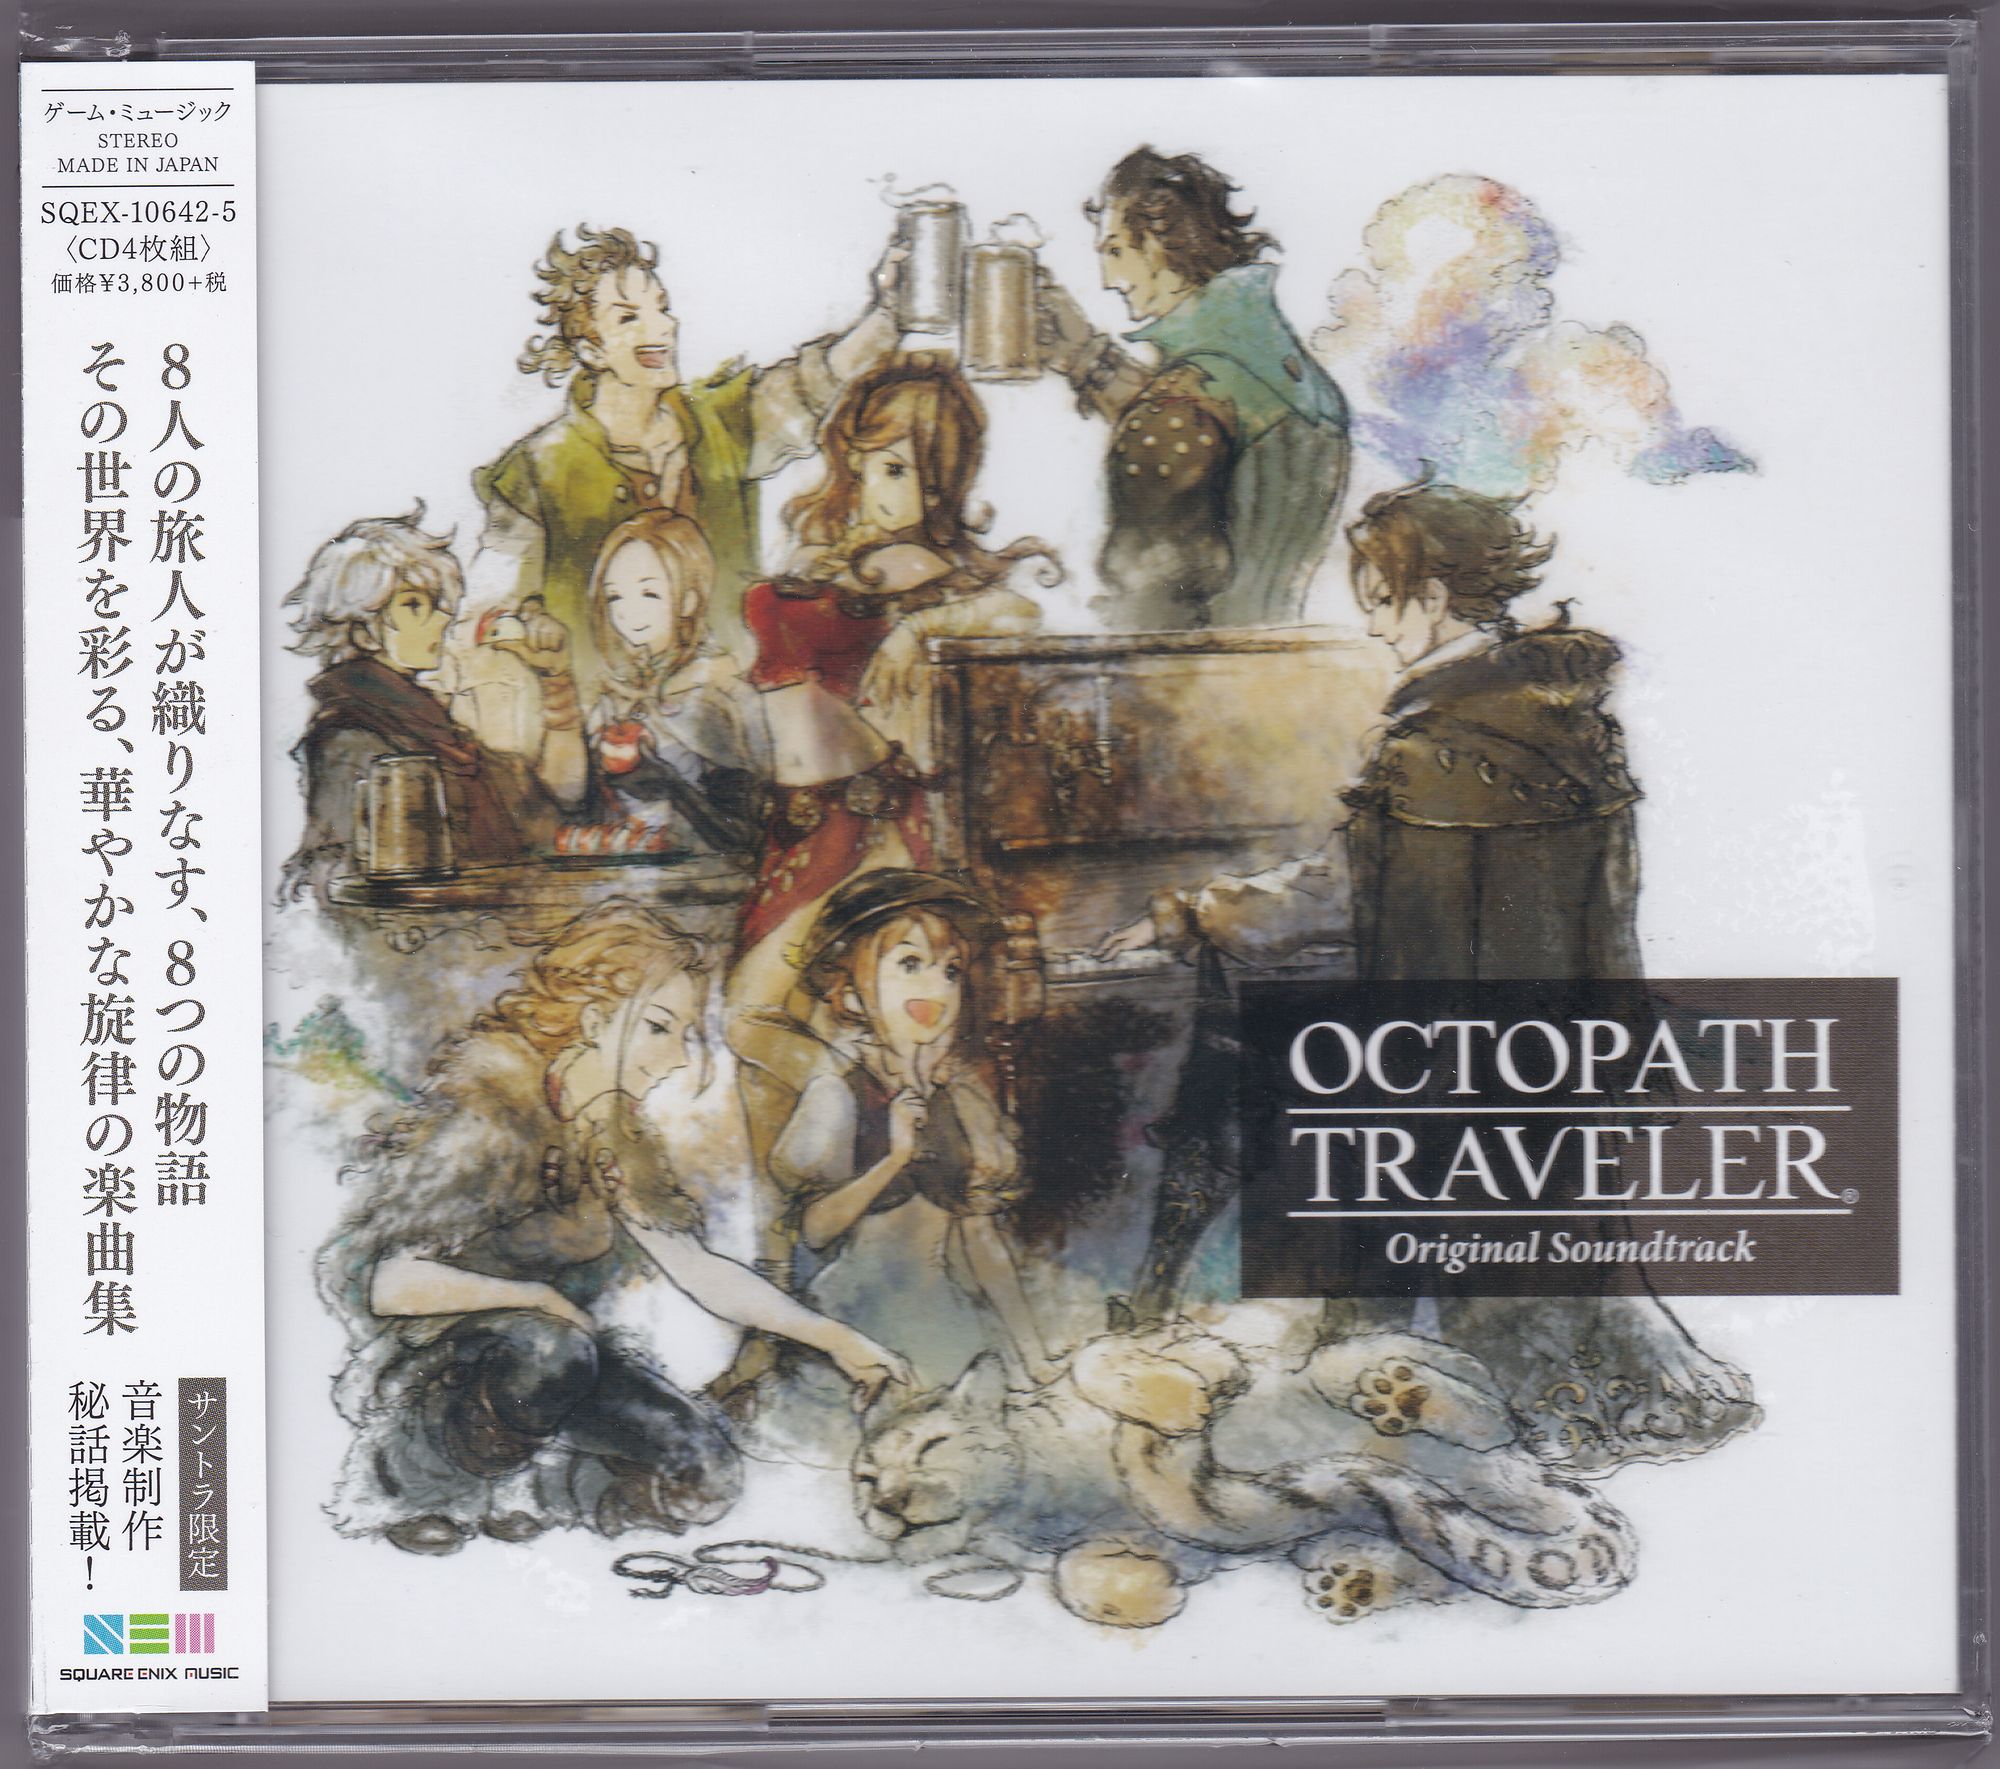 ゲーム・ミュージック
STEREO
MADE IN JAPAN
SQEX-10642-5
〈CD4枚組〉
価格¥3,800+税
8人の旅人が織りなす、8つの物語
その世界を彩る、華やかな旋律の楽曲集
サントラ限定
音楽制作
秘話掲載!
SQUARE ENIX MUSIC
OCTOPATH
TRAVELER®
Original Soundtrack